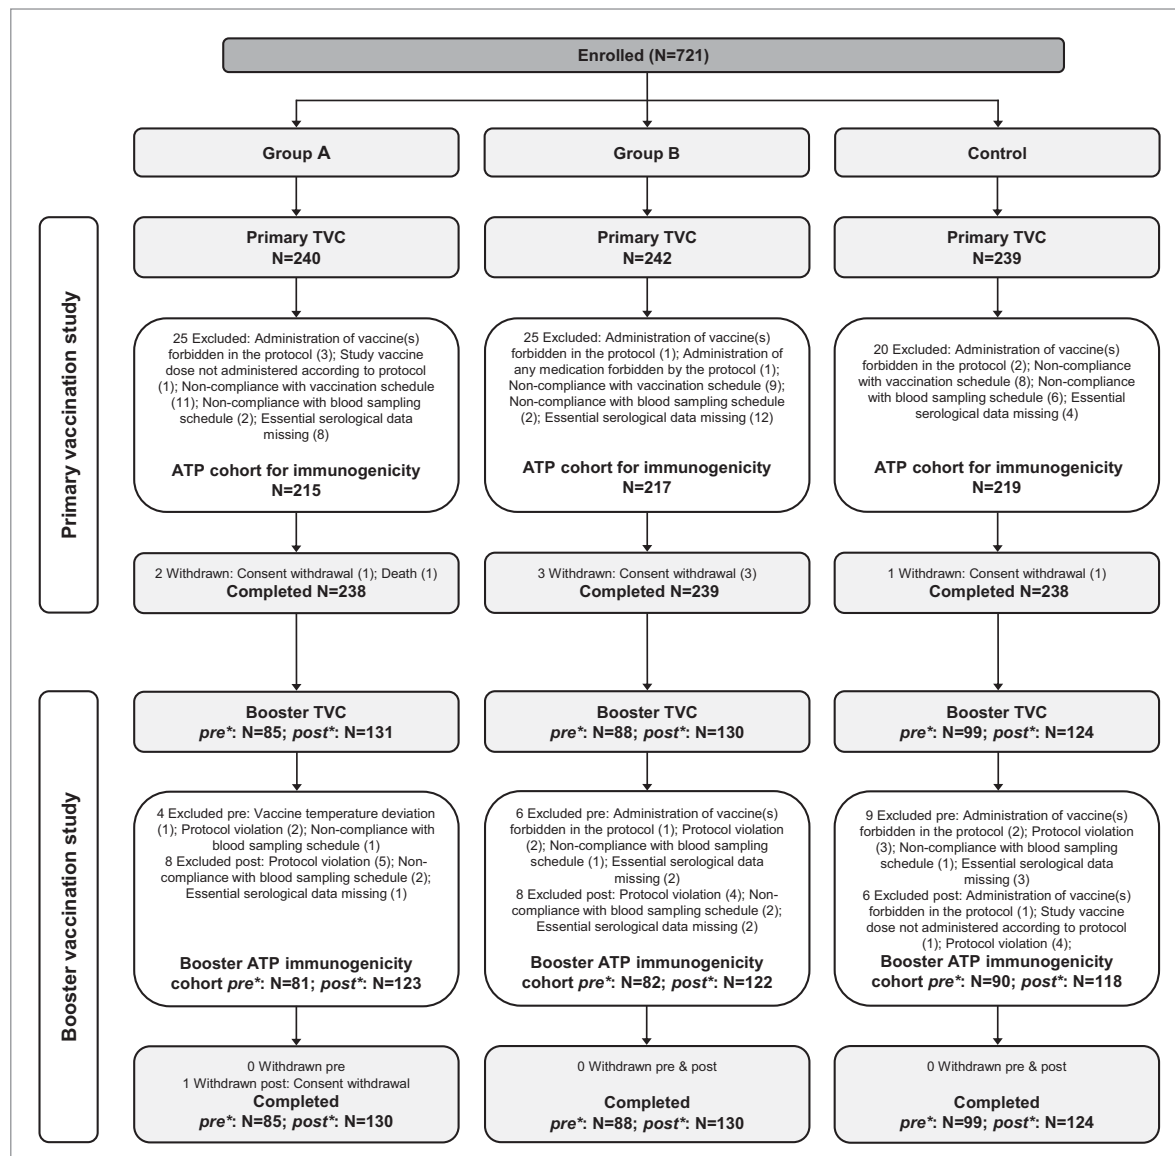 Enrolled (N=721)
Group A
Group B
Control
Primary vaccination study
Primary TVC
N=240
Primary TVC
N=242
Primary TVC
N=239
25 Excluded: Administration of vaccine(s)
forbidden in the protocol (3); Study vaccine
dose not administered according to protocol
(1); Non-compliance with vaccination schedule
(11); Non-compliance with blood sampling
schedule (2); Essential serological data
missing (8)
ATP cohort for immunogenicity
N=215
25 Excluded: Administration of vaccine(s)
forbidden in the protocol (1); Administration of
any medication forbidden by the protocol (1);
Non-compliance with vaccination schedule (9);
Non-compliance with blood sampling schedule
(2); Essential serological data missing (12)
ATP cohort for immunogenicity
N=217
20 Excluded: Administration of vaccine(s)
forbidden in the protocol (2); Non-compliance
with vaccination schedule (8); Non-compliance
with blood sampling schedule (6); Essential
serological data missing (4)
ATP cohort for immunogenicity
N=219
2 Withdrawn: Consent withdrawal (1); Death (1)
Completed N=238
3 Withdrawn: Consent withdrawal (3)
Completed N=239
1 Withdrawn: Consent withdrawal (1)
Completed N=238
Booster vaccination study
Booster TVC
pre*: N=85; post*: N=131
Booster TVC
pre*: N=88; post*: N=130
Booster TVC
pre*: N=99; post*: N=124
4 Excluded pre: Vaccine temperature deviation
(1); Protocol violation (2); Non-compliance with
blood sampling schedule (1)
8 Excluded post: Protocol violation (5); Non-
compliance with blood sampling schedule (2);
Essential serological data missing (1)
Booster ATP immunogenicity
cohort pre*: N=81; post*: N=123
6 Excluded pre: Administration of vaccine(s)
forbidden in the protocol (1); Protocol violation
(2); Non-compliance with blood sampling
schedule (1); Essential serological data
missing (2)
8 Excluded post: Protocol violation (4); Non-
compliance with blood sampling schedule (2);
Essential serological data missing (2)
Booster ATP immunogenicity
cohort pre*: N=82; post*: N=122
9 Excluded pre: Administration of vaccine(s)
forbidden in the protocol (2); Protocol violation
(3); Non-compliance with blood sampling
schedule (1); Essential serological data
missing (3)
6 Excluded post: Administration of vaccine(s)
forbidden in the protocol (1); Study vaccine
dose not administered according to protocol
(1); Protocol violation (4);
Booster ATP immunogenicity
cohort pre*: N=90; post*: N=118
0 Withdrawn pre
1 Withdrawn post: Consent withdrawal
Completed
pre*: N=85; post*: N=130
0 Withdrawn pre & post
Completed
pre*: N=88; post*: N=130
0 Withdrawn pre & post
Completed
pre*: N=99; post*: N=124